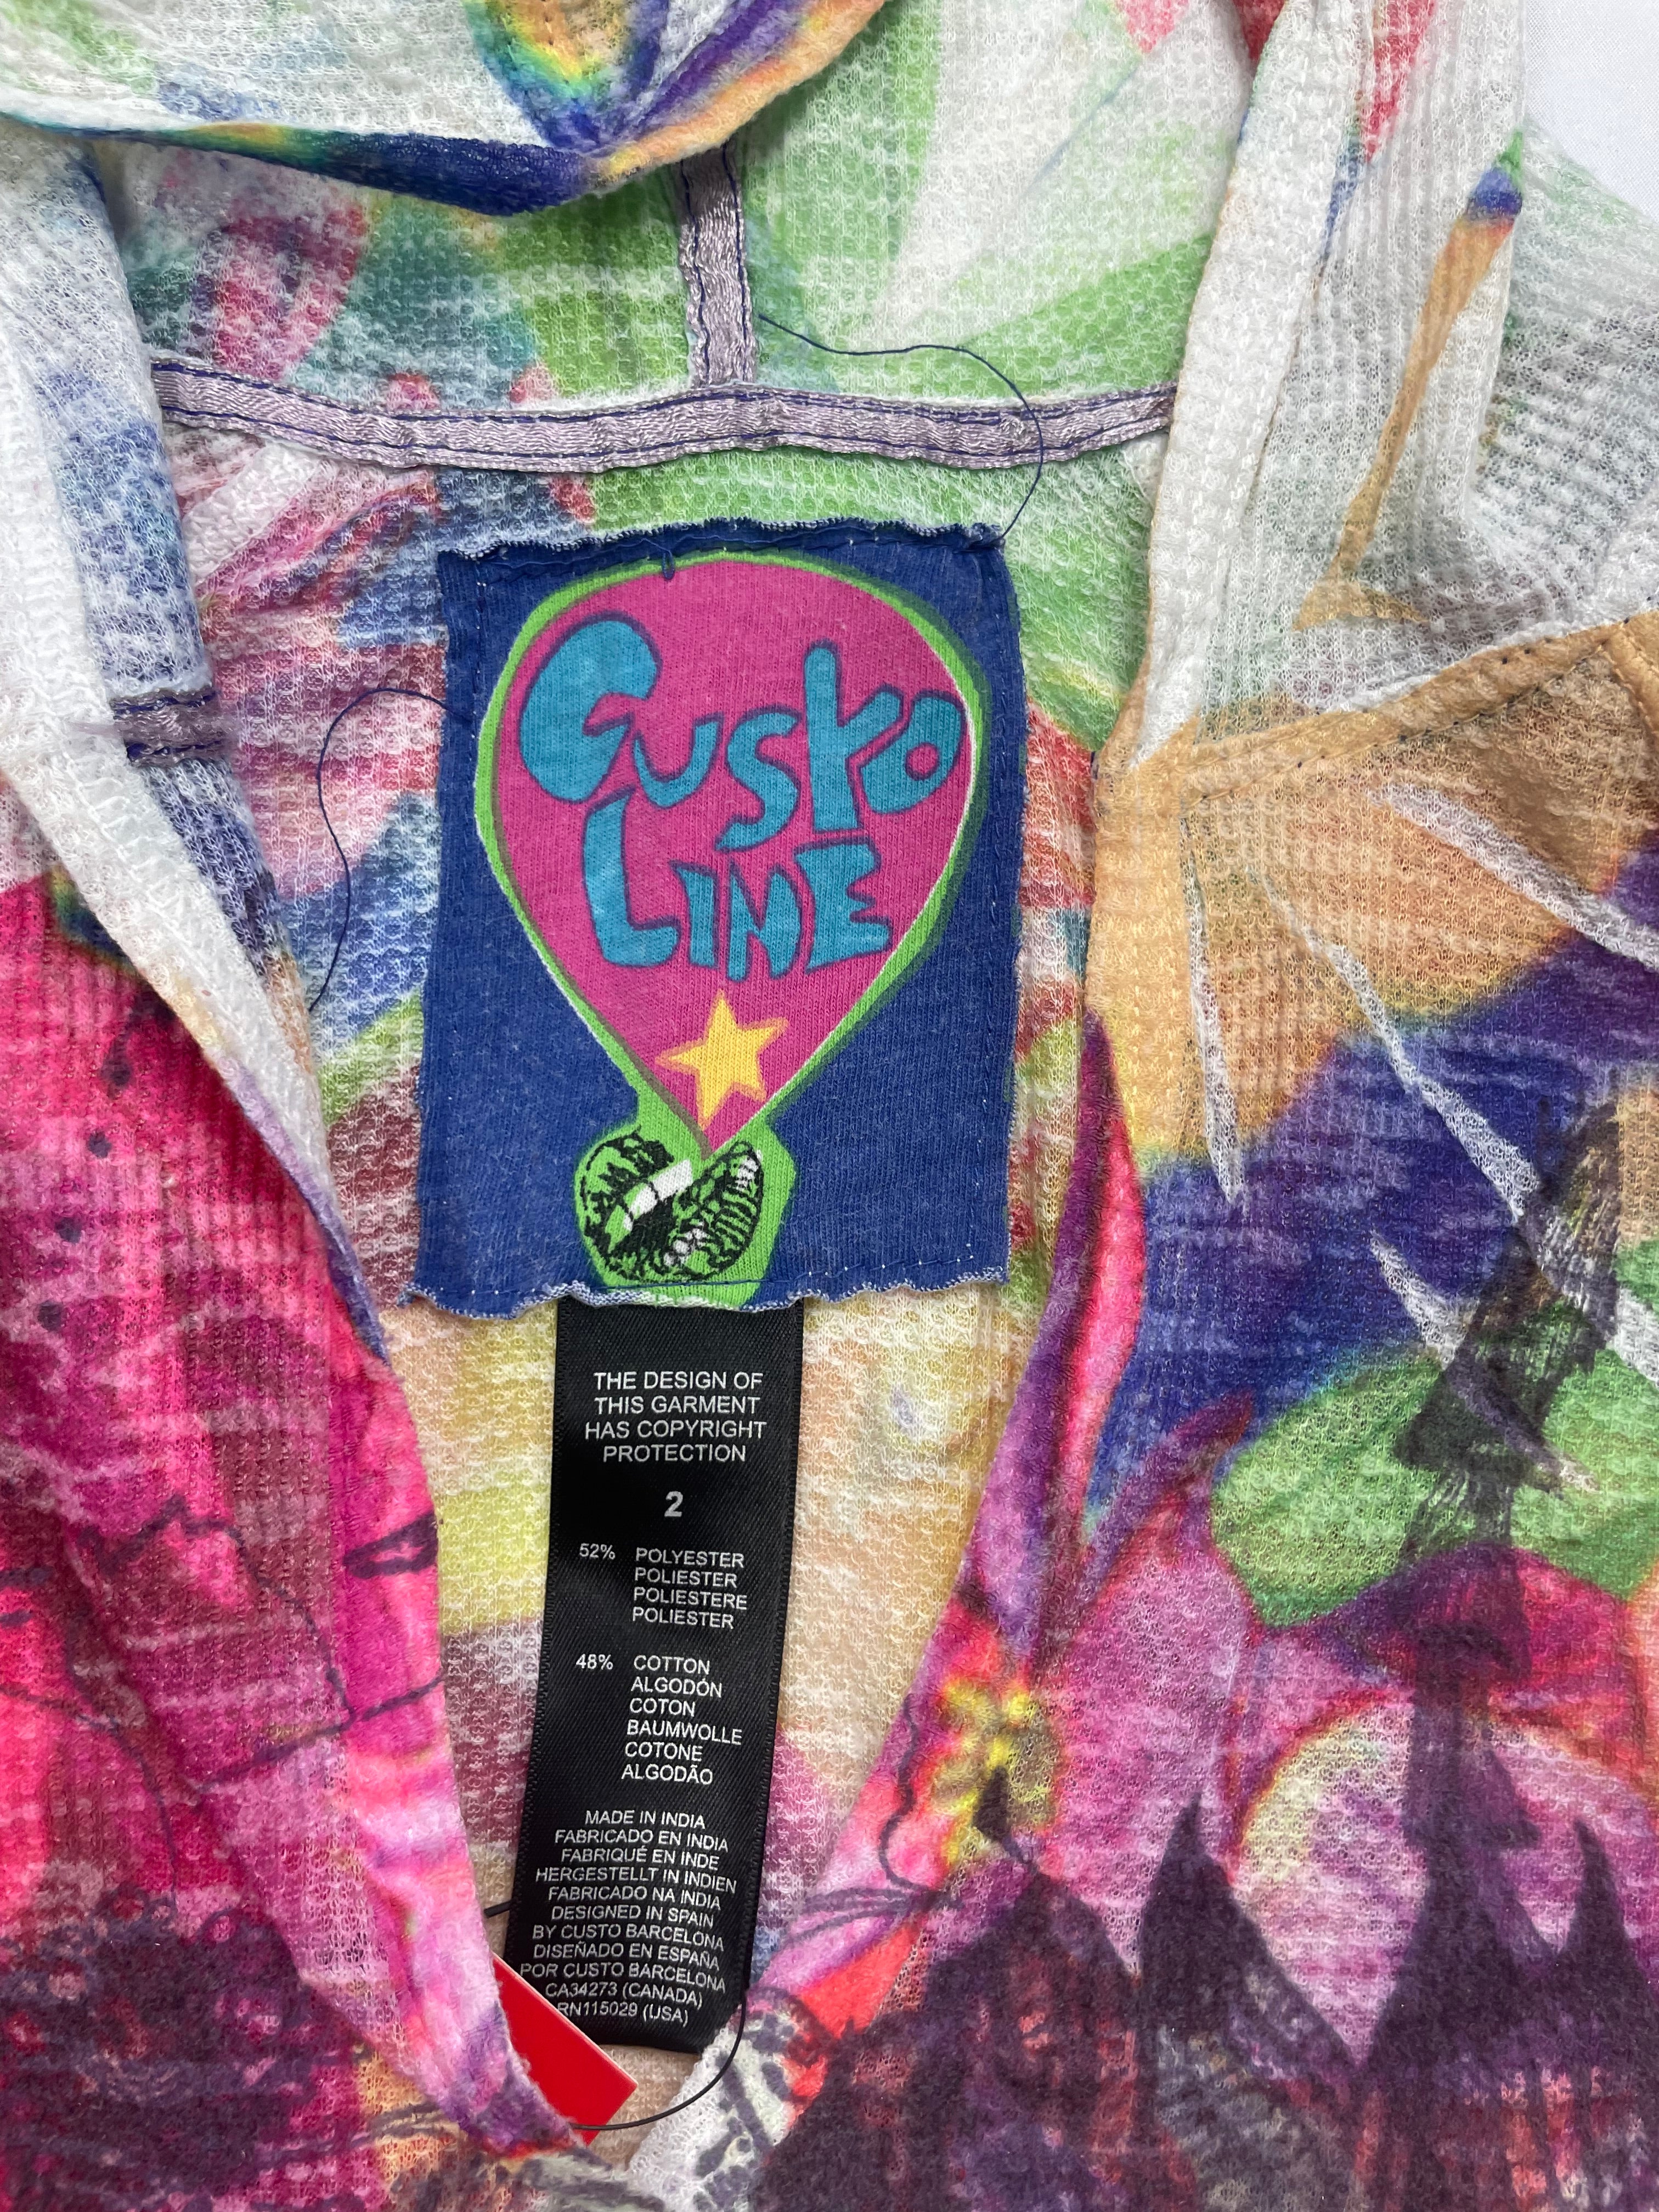 CUSTO
LINE
THE DESIGN OF
THIS GARMENT
HAS COPYRIGHT
PROTECTION
2
52% POLYESTER
POLIESTER
POLIESTERE
POLIESTER
48% COTTON
ALGODÓN
COTON
BAUMWOLLE
COTONE
ALGODÃO
MADE IN INDIA
FABRICADO EN INDIA
FABRIQUÉ EN INDE
HERGESTELLT IN INDIEN
FABRICADO NA INDIA
DESIGNED IN SPAIN
BY CUSTO BARCELONA
DISEÑADO EN ESPAÑA
POR CUSTO BARCELONA
CA34273 (CANADA)
RN115029 (USA)